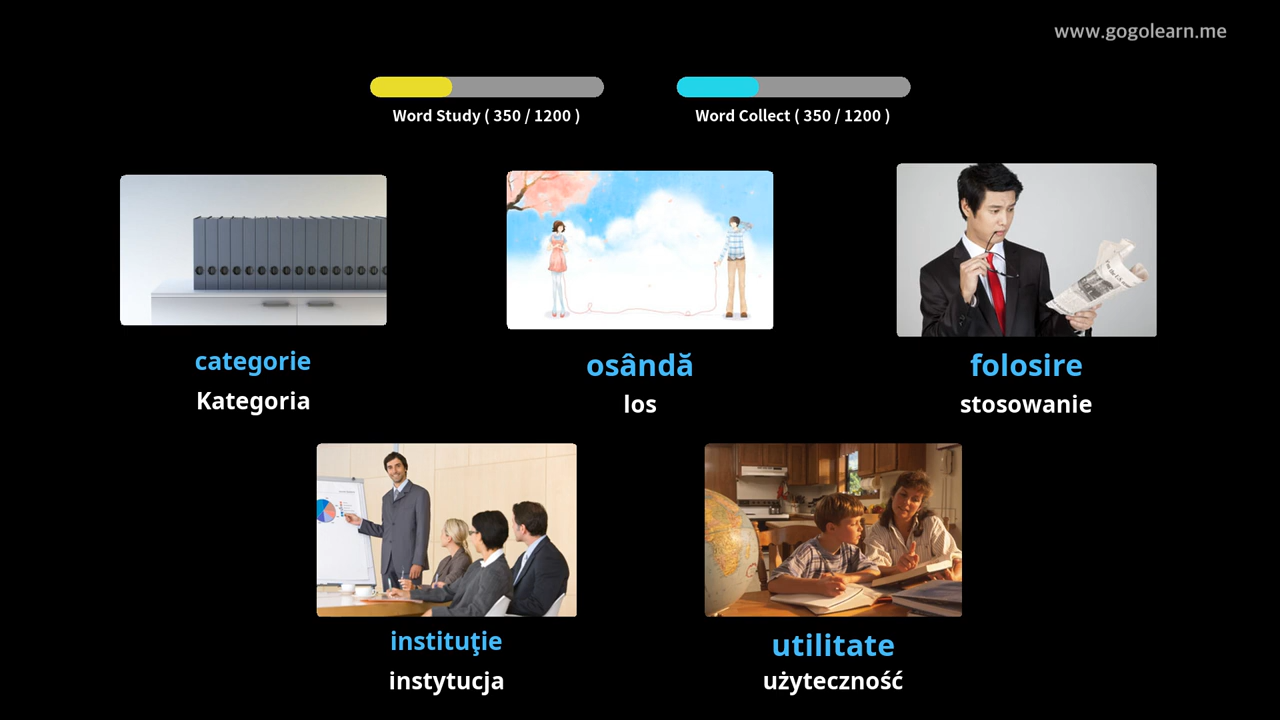 www.gogolearn.me
Word Study ( 350 / 1200 )
Word Collect ( 350 / 1200 )
categorie
Kategoria
osândă
los
folosire
stosowanie
instituţie
instytucja
utilitate
użyteczność